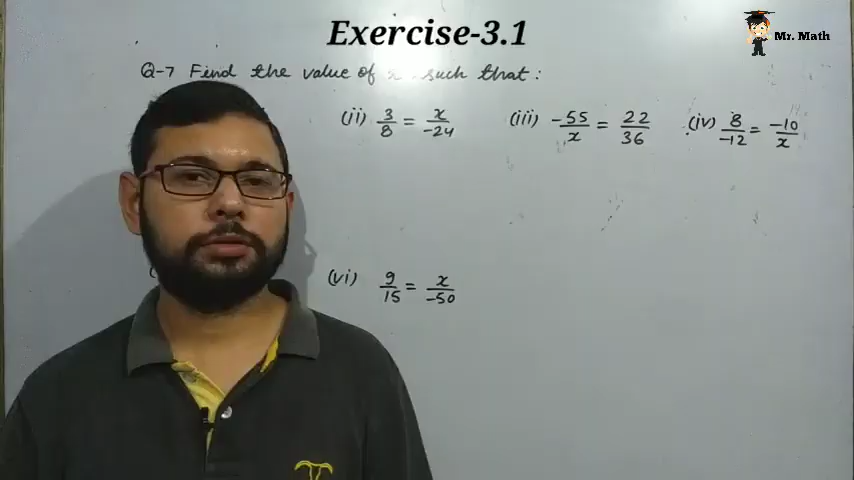 Exercise-3.1
Mr. Math
Q-7 Find the value of x such that:
(ii) 3/8 = x/-24 (iii) -55/x = 22/36 (iv) 8/-12 = -10/x
(vi) 9/15 = x/-50